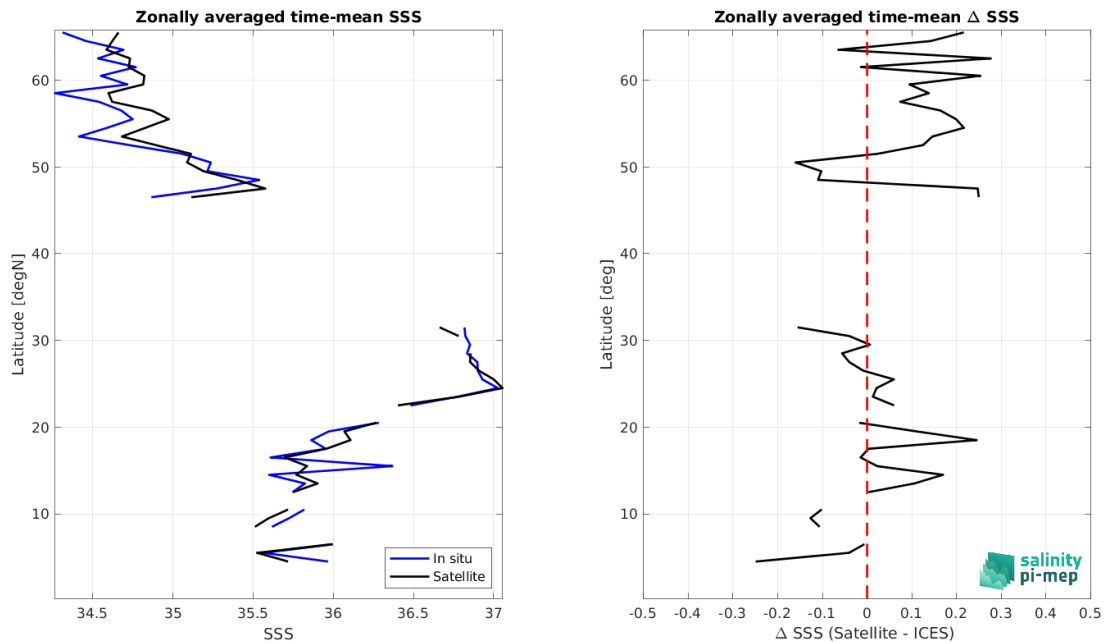 Zonally averaged time-mean SSS
60
50
40
30
20
10
Latitude [degN]
34.5 35 35.5 36 36.5 37
SSS
In situ
Satellite
Zonally averaged time-mean Δ SSS
60
50
40
30
20
10
Latitude [deg]
-0.5 -0.4 -0.3 -0.2 -0.1 0 0.1 0.2 0.3 0.4 0.5
Δ SSS (Satellite - ICES)
salinity
pi-mep